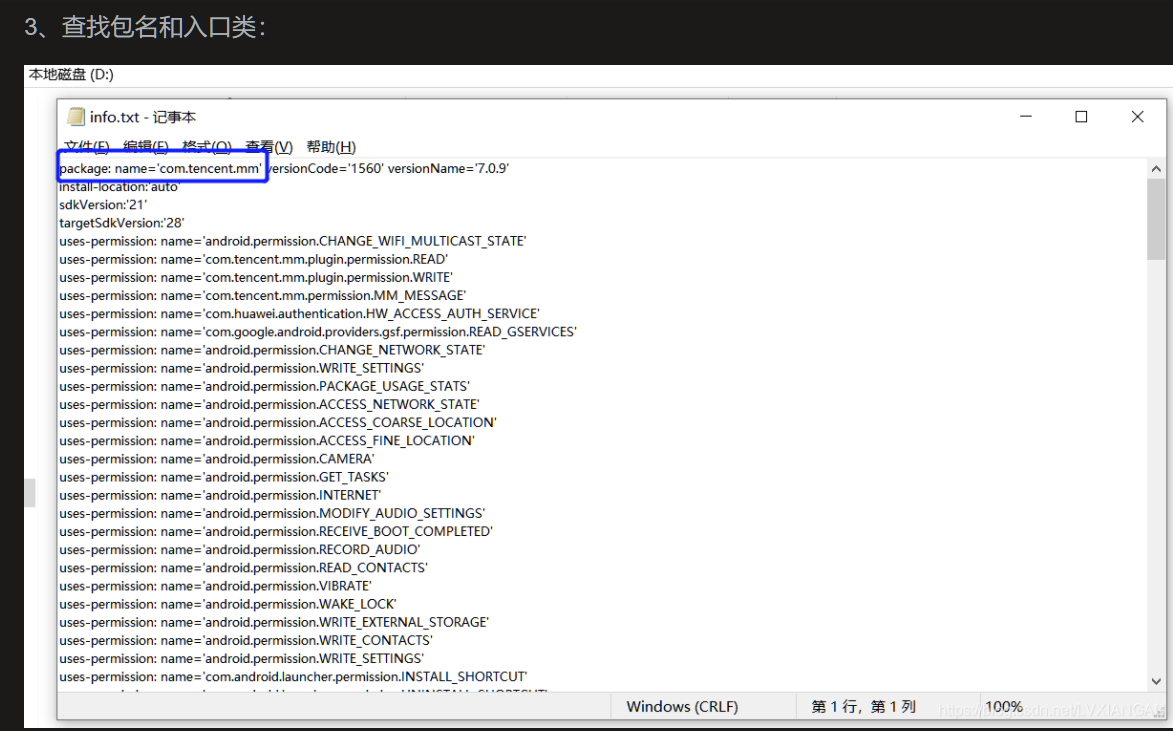 3、查找包名和入口类：
本地磁盘 (D:)
info.txt - 记事本
文件(F) 编辑(E) 格式(O) 查看(V) 帮助(H)
package: name='com.tencent.mm' versionCode='1560' versionName='7.0.9'
install-location:'auto'
sdkVersion:'21'
targetSdkVersion:'28'
uses-permission: name='android.permission.CHANGE_WIFI_MULTICAST_STATE'
uses-permission: name='com.tencent.mm.plugin.permission.READ'
uses-permission: name='com.tencent.mm.plugin.permission.WRITE'
uses-permission: name='com.tencent.mm.permission.MM_MESSAGE'
uses-permission: name='com.huawei.authentication.HW_ACCESS_AUTH_SERVICE'
uses-permission: name='com.google.android.providers.gsf.permission.READ_GSERVICES'
uses-permission: name='android.permission.CHANGE_NETWORK_STATE'
uses-permission: name='android.permission.WRITE_SETTINGS'
uses-permission: name='android.permission.PACKAGE_USAGE_STATS'
uses-permission: name='android.permission.ACCESS_NETWORK_STATE'
uses-permission: name='android.permission.ACCESS_COARSE_LOCATION'
uses-permission: name='android.permission.ACCESS_FINE_LOCATION'
uses-permission: name='android.permission.CAMERA'
uses-permission: name='android.permission.GET_TASKS'
uses-permission: name='android.permission.INTERNET'
uses-permission: name='android.permission.MODIFY_AUDIO_SETTINGS'
uses-permission: name='android.permission.RECEIVE_BOOT_COMPLETED'
uses-permission: name='android.permission.RECORD_AUDIO'
uses-permission: name='android.permission.READ_CONTACTS'
uses-permission: name='android.permission.VIBRATE'
uses-permission: name='android.permission.WAKE_LOCK'
uses-permission: name='android.permission.WRITE_EXTERNAL_STORAGE'
uses-permission: name='android.permission.WRITE_CONTACTS'
uses-permission: name='android.permission.WRITE_SETTINGS'
uses-permission: name='com.android.launcher.permission.INSTALL_SHORTCUT'
Windows (CRLF) 第 1 行，第 1 列 100%